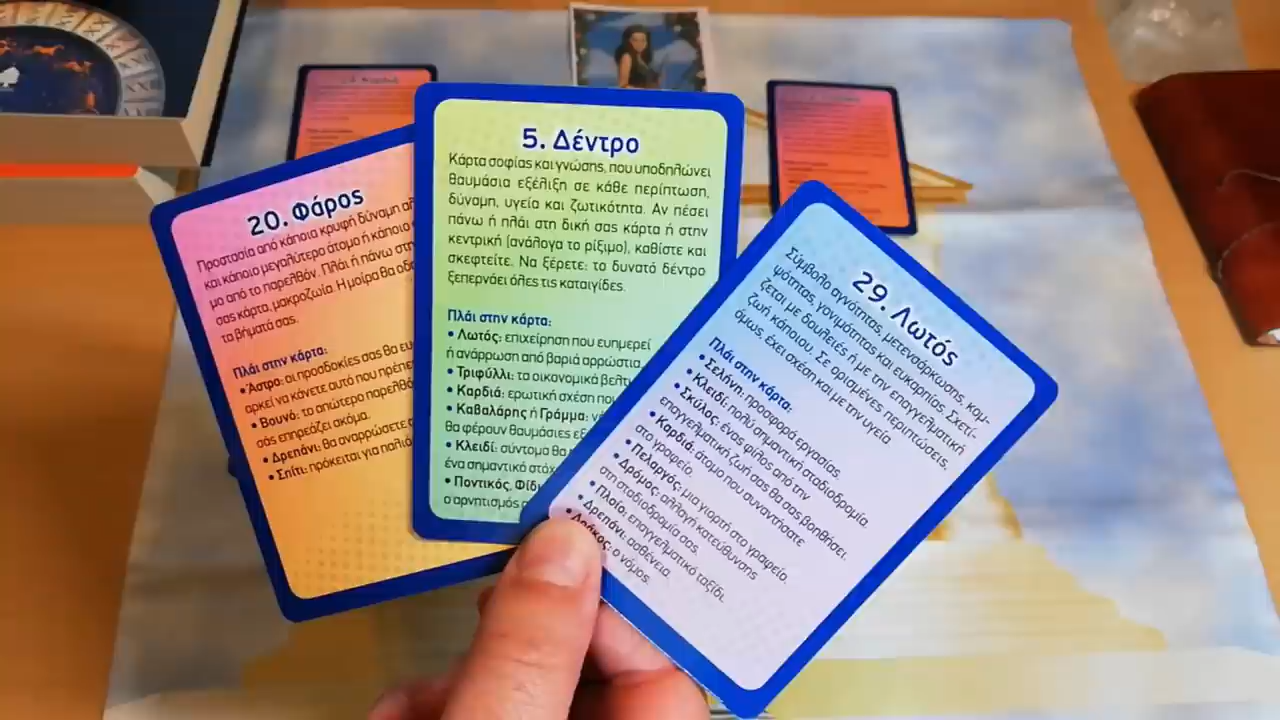 20. Φάρος
Προστασία από κάποια κρυφή δύναμη
και κάποιο μεγαλύτερο άτομο ή κάποιο
μο από το παρελθόν. Πλάι ή πάνω στη
σας κάρτα, μακροζωία. Η μοίρα θα
τα βήματά σας.
Πλάι στην κάρτα:
• Άστρο: οι προσδοκίες σας θα
αρκεί να κάνετε αυτό που πρέπει
• Βουνό: το απώτερο παρελθόν
σάς επηρεάζει ακόμα.
• Δρεπάνι: θα αναρρώσετε
• Σπίτι: πρόκειται για παλιά
5. Δέντρο
Κάρτα σοφίας και γνώσης, που υποδηλώνει
θαυμάσια εξέλιξη σε κάθε περίπτωση,
δύναμη, υγεία και ζωτικότητα. Αν πέσει
πάνω ή πλάι στη δική σας κάρτα ή στην
κεντρική (ανάλογα το ρίξιμο), καθίστε και
σκεφτείτε. Να ξέρετε: το δυνατό δέντρο
ξεπερνάει όλες τις καταιγίδες.
Πλάι στην κάρτα:
• Λωτός: επιχείρηση που ευημερεί
ή ανάρρωση από βαριά αρρώστια.
• Τριφύλλι: τα οικονομικά
• Καρδιά: ερωτική σχέση που
• Καβαλάρης ή Γράμμα:
θα φέρουν θαυμάσιες
• Κλειδί: σύντομα θα
ένα σημαντικό
• Ποντικός, Φίδι
ο αρνητισμός
29. Λωτός
Σύμβολο αγνότητας, μετενσάρκωσης, κομ-
ψότητας, γονιμότητας και ευκαρπίας. Σχετί-
ζεται με δουλειές ή με την επαγγελματική
ζωή κάποιου. Σε ορισμένες περιπτώσεις,
όμως, έχει σχέση και με την υγεία.
Πλάι στην κάρτα:
• Σελήνη: προσφορά εργασίας.
• Κλειδί: πολύ σημαντική σταδιοδρομία.
• Σκύλος: ένας φίλος από την
επαγγελματική ζωή σας θα σας βοηθήσει.
• Καρδιά: άτομο που συναντήσατε
στο γραφείο.
• Πελαργός: μια γιορτή στο γραφείο.
• Δρόμος: αλλαγή κατεύθυνσης
στη σταδιοδρομία σας.
• Πλοίο: επαγγελματικό ταξίδι.
• Δρεπάνι: ασθένεια.
• Δράκος: ο νόμος.